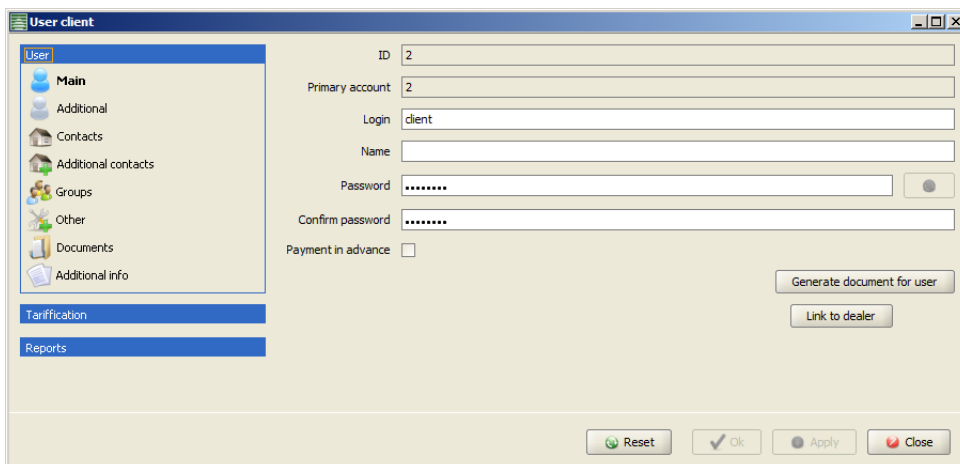 User client
User
Main
Additional
Contacts
Additional contacts
Groups
Other
Documents
Additional info
Tariffication
Reports
ID 2
Primary account 2
Login client
Name
Password ••••••••
Confirm password ••••••••
Payment in advance
Generate document for user
Link to dealer
Reset Ok Apply Close